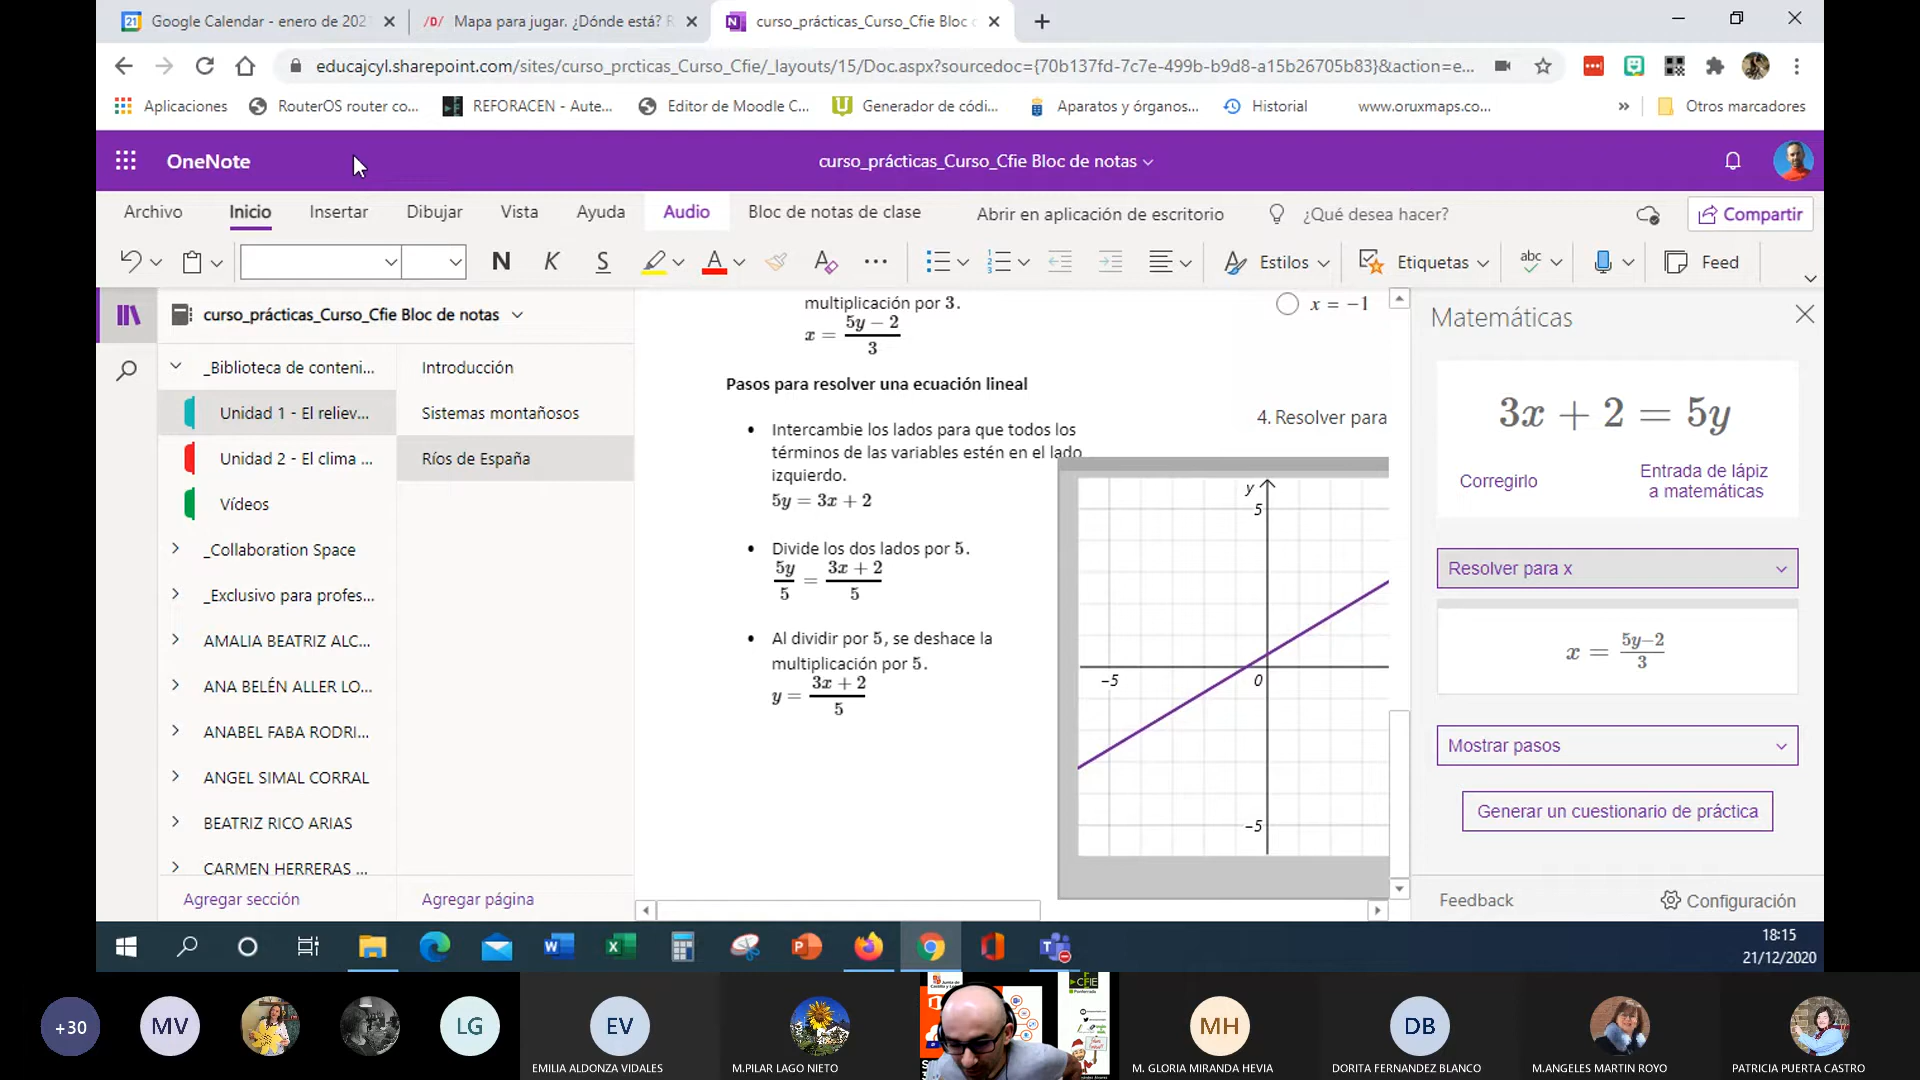 Google Calendar - enero de 202
Mapa para jugar. ¿Dónde está? R
curso_prácticas_Curso_Cfie Bloc
educajcyl.sharepoint.com/sites/curso_prcticas_Curso_Cfie/_layouts/15/Doc.aspx?sourcedoc={70b137fd-7c7e-499b-b9d8-a15b26705b83}&action=e...
Aplicaciones
RouterOS router co...
REFORACEN - Aute...
Editor de Moodle C...
Generador de códi...
Aparatos y órganos...
Historial
www.oruxmaps.co...
»
Otros marcadores
OneNote
curso_prácticas_Curso_Cfie Bloc de notas
Archivo
Inicio
Insertar
Dibujar
Vista
Ayuda
Audio
Bloc de notas de clase
Abrir en aplicación de escritorio
¿Qué desea hacer?
Compartir
N K S
Estilos
Etiquetas
abc
Feed
curso_prácticas_Curso_Cfie Bloc de notas
_Biblioteca de conteni...
Unidad 1 - El reliev...
Unidad 2 - El clima ...
Vídeos
_Collaboration Space
_Exclusivo para profes...
AMALIA BEATRIZ ALC...
ANA BELÉN ALLER LO...
ANABEL FABA RODRI...
ANGEL SIMAL CORRAL
BEATRIZ RICO ARIAS
CARMEN HERRERAS ...
Agregar sección
Introducción
Sistemas montañosos
Ríos de España
Agregar página
multiplicación por 3.
x = (5y − 2)/3
Pasos para resolver una ecuación lineal
• Intercambie los lados para que todos los
términos de las variables estén en el lado
izquierdo.
5y = 3x + 2
• Divide los dos lados por 5.
5y/5 = (3x + 2)/5
• Al dividir por 5, se deshace la
multiplicación por 5.
y = (3x + 2)/5
x = −1
4. Resolver para
y
5
−5
0
−5
Matemáticas
3x + 2 = 5y
Corregirlo
Entrada de lápiz
a matemáticas
Resolver para x
x = (5y−2)/3
Mostrar pasos
Generar un cuestionario de práctica
Feedback
Configuración
18:15
21/12/2020
+30
MV
LG
EV
EMILIA ALDONZA VIDALES
M.PILAR LAGO NIETO
CFIE
MH
M. GLORIA MIRANDA HEVIA
DB
DORITA FERNANDEZ BLANCO
M.ANGELES MARTIN ROYO
PATRICIA PUERTA CASTRO